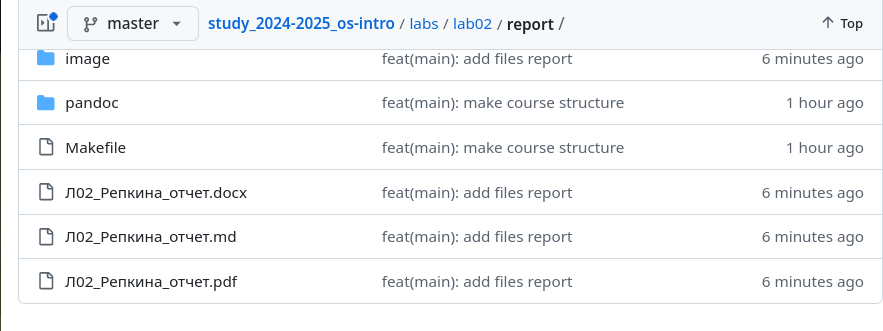 master study_2024-2025_os-intro / labs / lab02 / report / Top
image feat(main): add files report 6 minutes ago
pandoc feat(main): make course structure 1 hour ago
Makefile feat(main): make course structure 1 hour ago
Л02_Репкина_отчет.docx feat(main): add files report 6 minutes ago
Л02_Репкина_отчет.md feat(main): add files report 6 minutes ago
Л02_Репкина_отчет.pdf feat(main): add files report 6 minutes ago